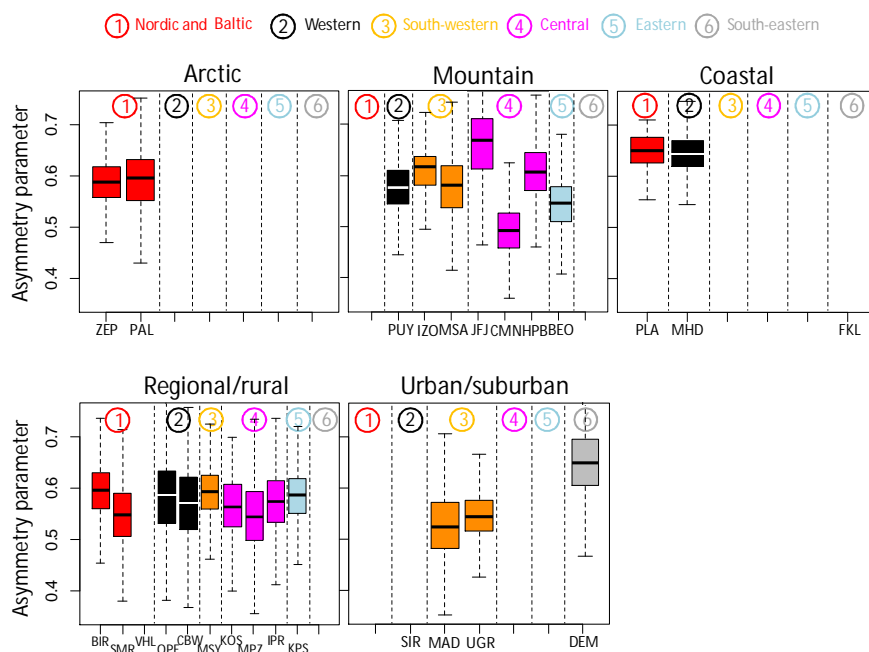 1 Nordic and Baltic 2 Western 3 South-western 4 Central 5 Eastern 6 South-eastern
Arctic Mountain Coastal
1 2 3 4 5 6 1 2 3 4 5 6 1 2 3 4 5 6
Asymmetry parameter
0.7
0.6
0.5
0.4
ZEP PAL PUY IZO MSA JFJ CMN HPB BEO PLA MHD FKL
Regional/rural Urban/suburban
1 2 3 4 5 6 1 2 3 4 5 6
Asymmetry parameter
0.7
0.6
0.5
0.4
BIR SMR VHL OPE CBW MSY KOS MPZ IPR KPS SIR MAD UGR DEM